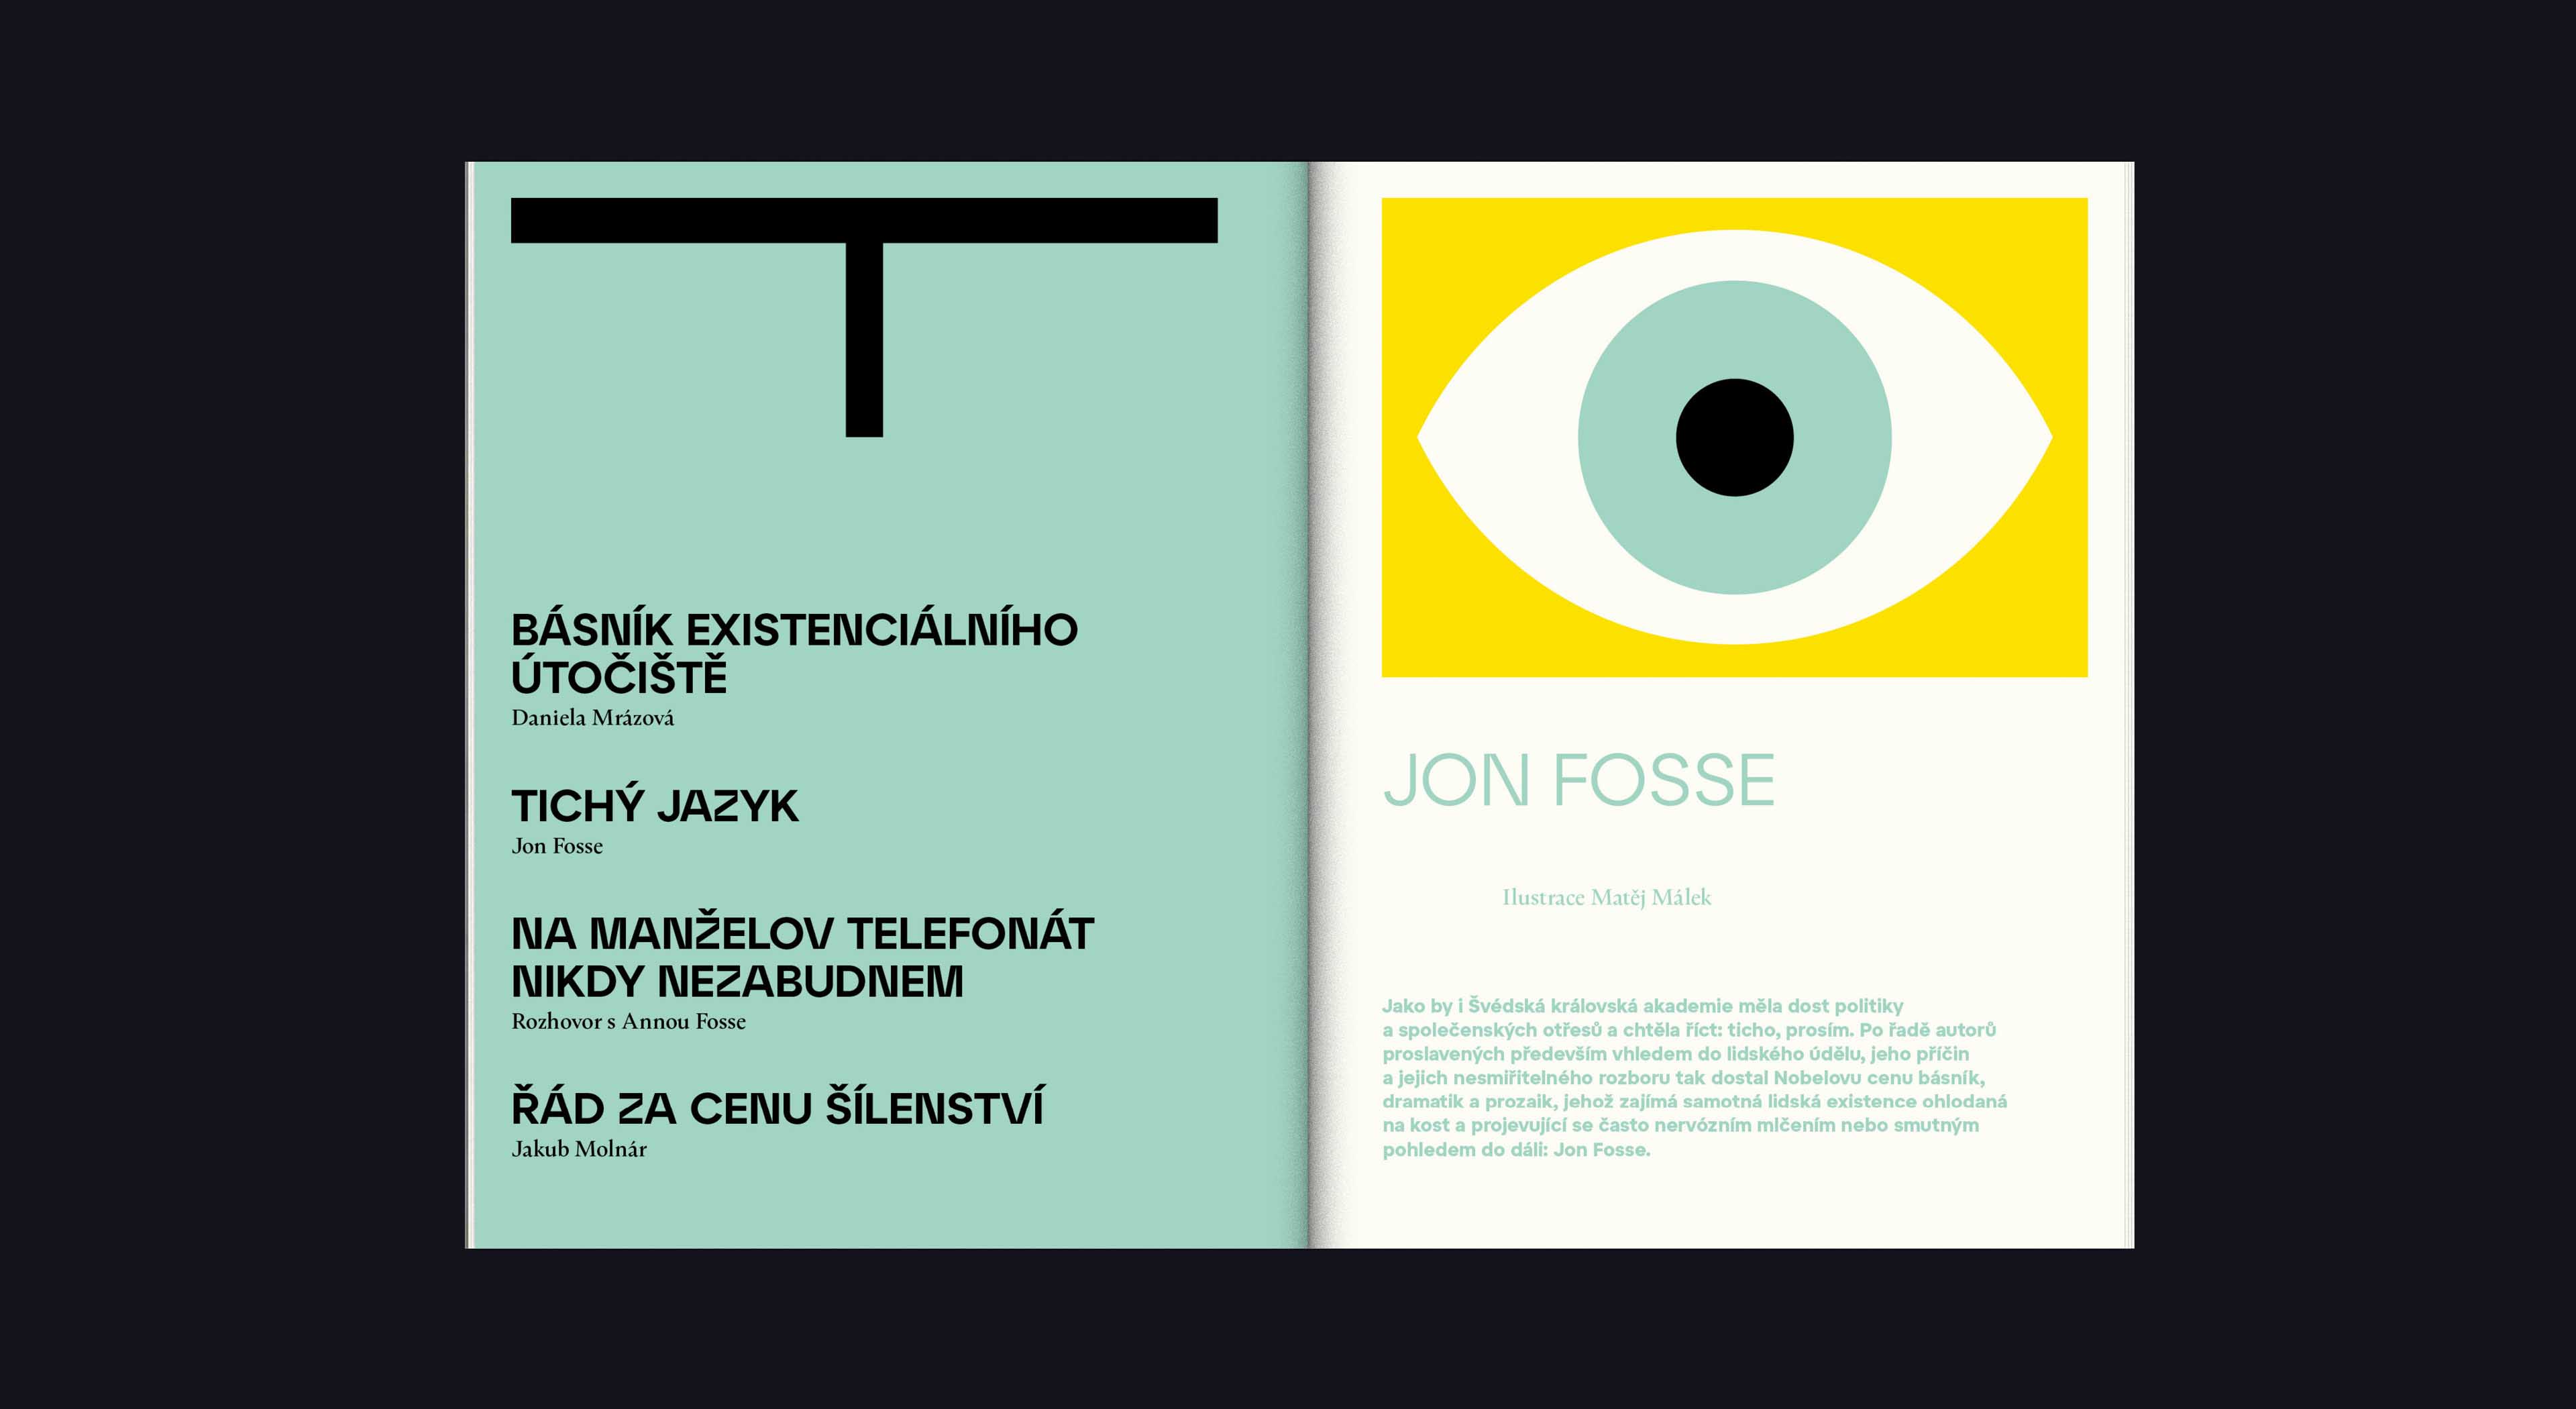 T
BÁSNÍK EXISTENCIÁLNÍHO
ÚTOČIŠTĚ
Daniela Mrázová
TICHÝ JAZYK
Jon Fosse
NA MANŽELOV TELEFONÁT
NIKDY NEZABUDNEM
Rozhovor s Annou Fosse
ŘÁD ZA CENU ŠÍLENSTVÍ
Jakub Molnár
JON FOSSE
Ilustrace Matěj Málek
Jako by i Švédská královská akademie měla dost politiky
a společenských otřesů a chtěla říct: ticho, prosím. Po řadě autorů
proslavených především vhledem do lidského údělu, jeho příčin
a jejich nesmiřitelného rozboru tak dostal Nobelovu cenu básník,
dramatik a prozaik, jehož zajímá samotná lidská existence ohlodaná
na kost a projevující se často nervózním mlčením nebo smutným
pohledem do dáli: Jon Fosse.